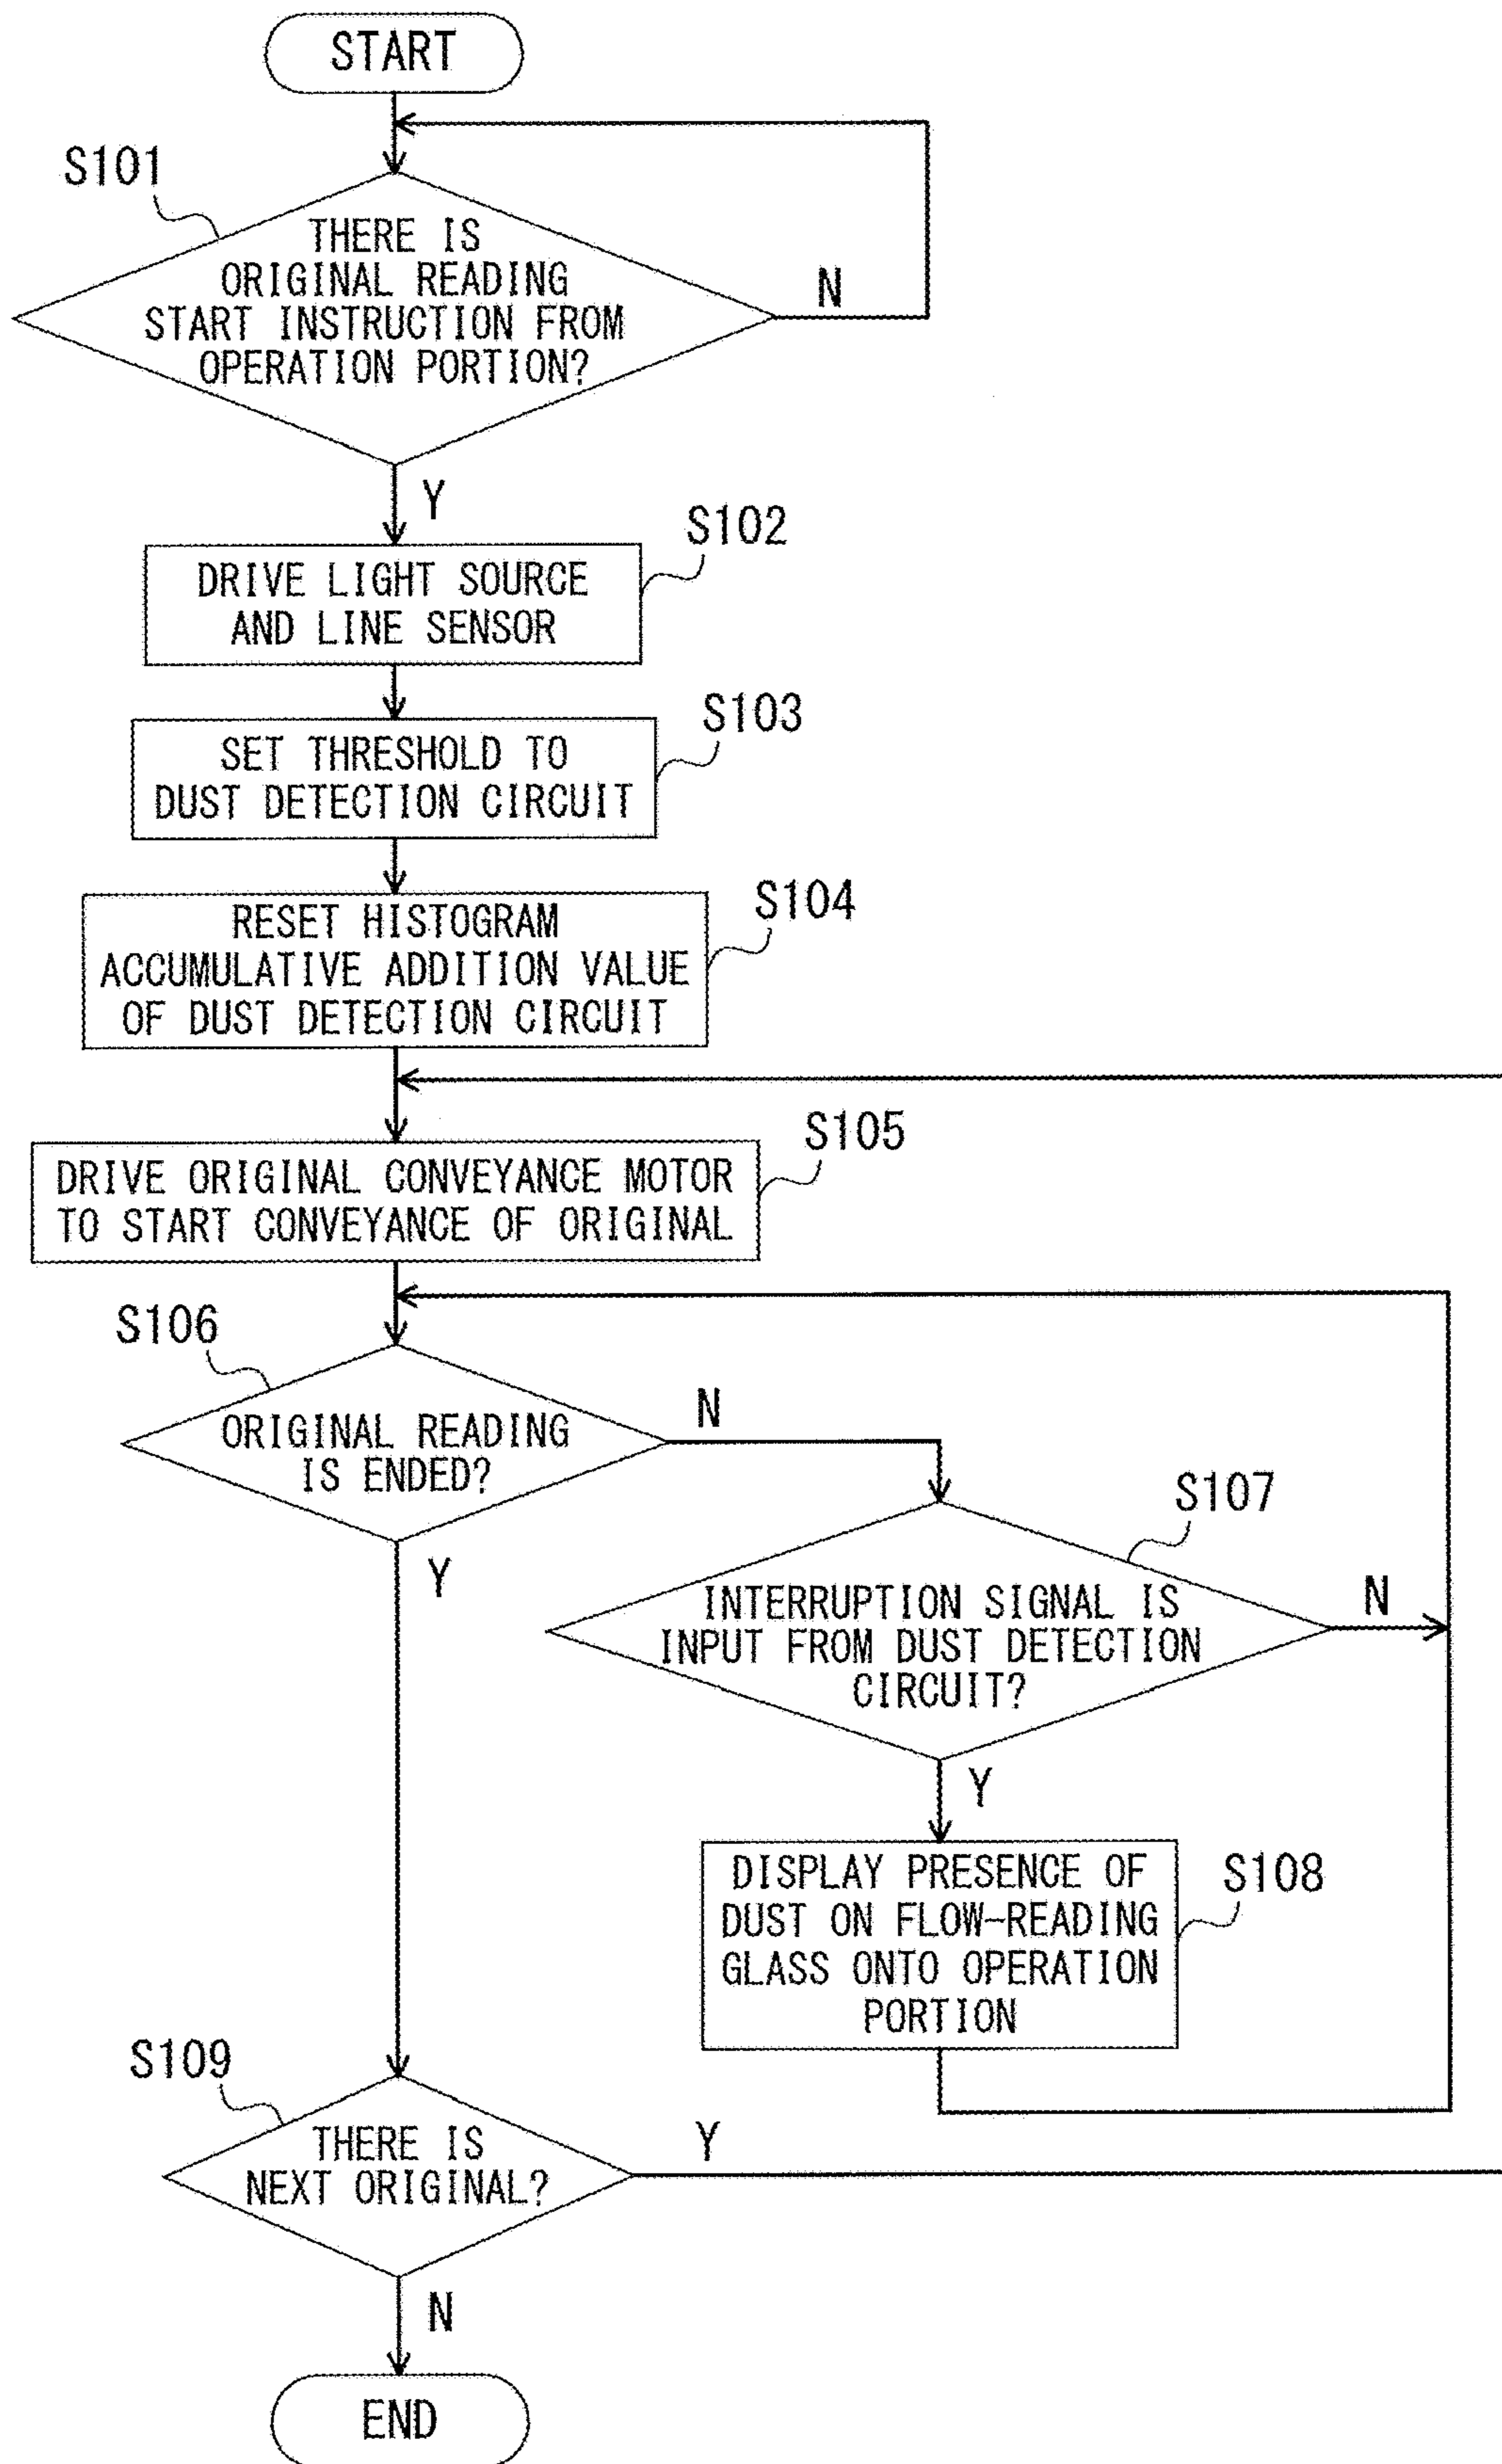 START
S101
THERE IS
ORIGINAL READING
START INSTRUCTION FROM
OPERATION PORTION?
N
Y
S102
DRIVE LIGHT SOURCE
AND LINE SENSOR
S103
SET THRESHOLD TO
DUST DETECTION CIRCUIT
S104
RESET HISTOGRAM
ACCUMULATIVE ADDITION VALUE
OF DUST DETECTION CIRCUIT
S105
DRIVE ORIGINAL CONVEYANCE MOTOR
TO START CONVEYANCE OF ORIGINAL
S106
ORIGINAL READING
IS ENDED?
N
Y
S107
INTERRUPTION SIGNAL IS
INPUT FROM DUST DETECTION
CIRCUIT?
N
Y
S108
DISPLAY PRESENCE OF
DUST ON FLOW-READING
GLASS ONTO OPERATION
PORTION
S109
THERE IS
NEXT ORIGINAL?
Y
N
END